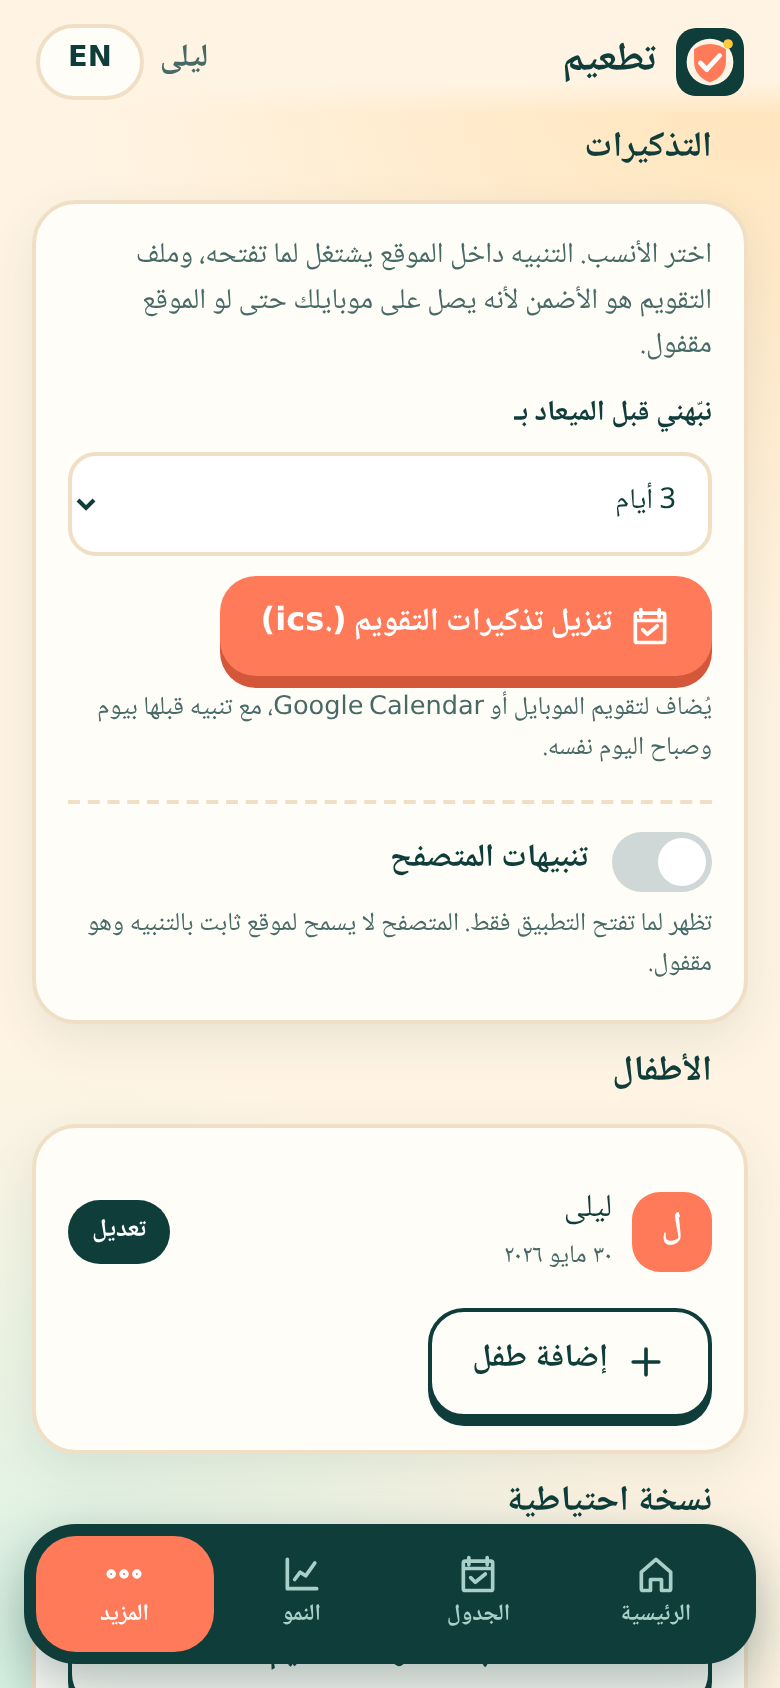 تطعيم
ليلى
EN
التذكيرات
اختر الأنسب. التنبيه داخل الموقع يشتغل لما تفتحه، وملف
التقويم هو الأضمن لأنه يصل على موبايلك حتى لو الموقع
مقفول.
نبّهني قبل الميعاد بـ
3 أيام
تنزيل تذكيرات التقويم (.ics)
يُضاف لتقويم الموبايل أو Google Calendar، مع تنبيه قبلها بيوم
وصباح اليوم نفسه.
تنبيهات المتصفح
تظهر لما تفتح التطبيق فقط. المتصفح لا يسمح لموقع ثابت بالتنبيه وهو
مقفول.
الأطفال
ل
ليلى
٣٠ مايو ٢٠٢٦
تعديل
إضافة طفل
نسخة احتياطية
الرئيسية
الجدول
النمو
المزيد